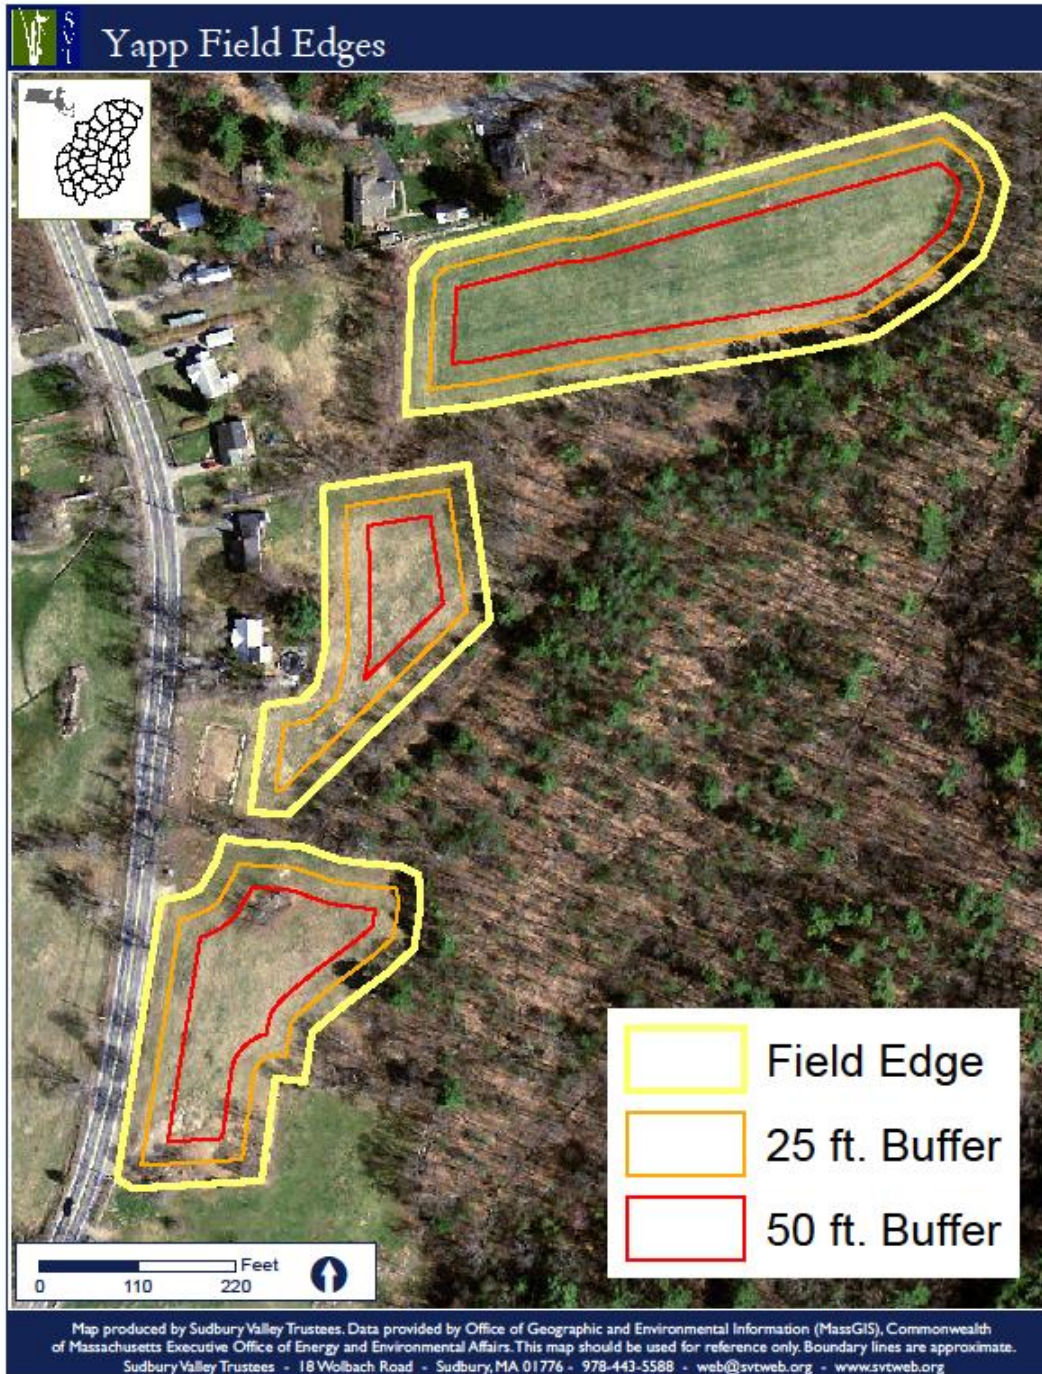 SVT
Yapp Field Edges
Field Edge
25 ft. Buffer
50 ft. Buffer
Feet
0 110 220
Map produced by Sudbury Valley Trustees. Data provided by Office of Geographic and Environmental Information (MassGIS), Commonwealth
of Massachusetts Executive Office of Energy and Environmental Affairs. This map should be used for reference only. Boundary lines are approximate.
Sudbury Valley Trustees - 18 Wolbach Road - Sudbury, MA 01776 - 978-443-5588 - web@svtweb.org - www.svtweb.org